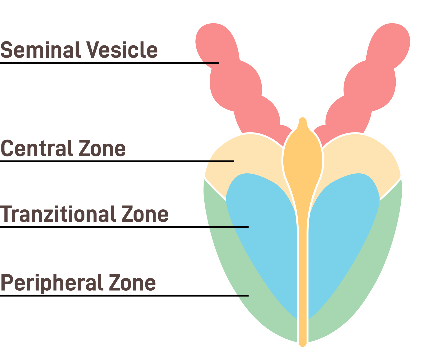 Seminal Vesicle
Central Zone
Tranzitional Zone
Peripheral Zone